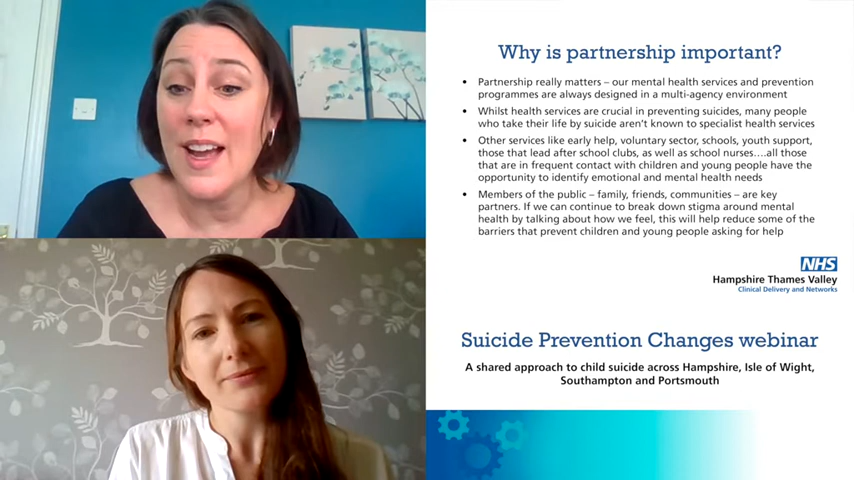 Why is partnership important?
• Partnership really matters – our mental health services and prevention
programmes are always designed in a multi-agency environment
• Whilst health services are crucial in preventing suicides, many people
who take their life by suicide aren't known to specialist health services
• Other services like early help, voluntary sector, schools, youth support,
those that lead after school clubs, as well as school nurses....all those
that are in frequent contact with children and young people have the
opportunity to identify emotional and mental health needs
• Members of the public – family, friends, communities – are key
partners. If we can continue to break down stigma around mental
health by talking about how we feel, this will help reduce some of the
barriers that prevent children and young people asking for help
NHS
Hampshire Thames Valley
Clinical Delivery and Networks
Suicide Prevention Changes webinar
A shared approach to child suicide across Hampshire, Isle of Wight,
Southampton and Portsmouth